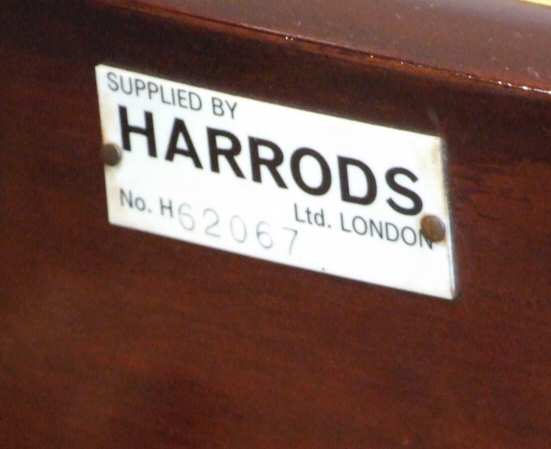 SUPPLIED BY
HARRODS
Ltd. LONDON
No. H62067